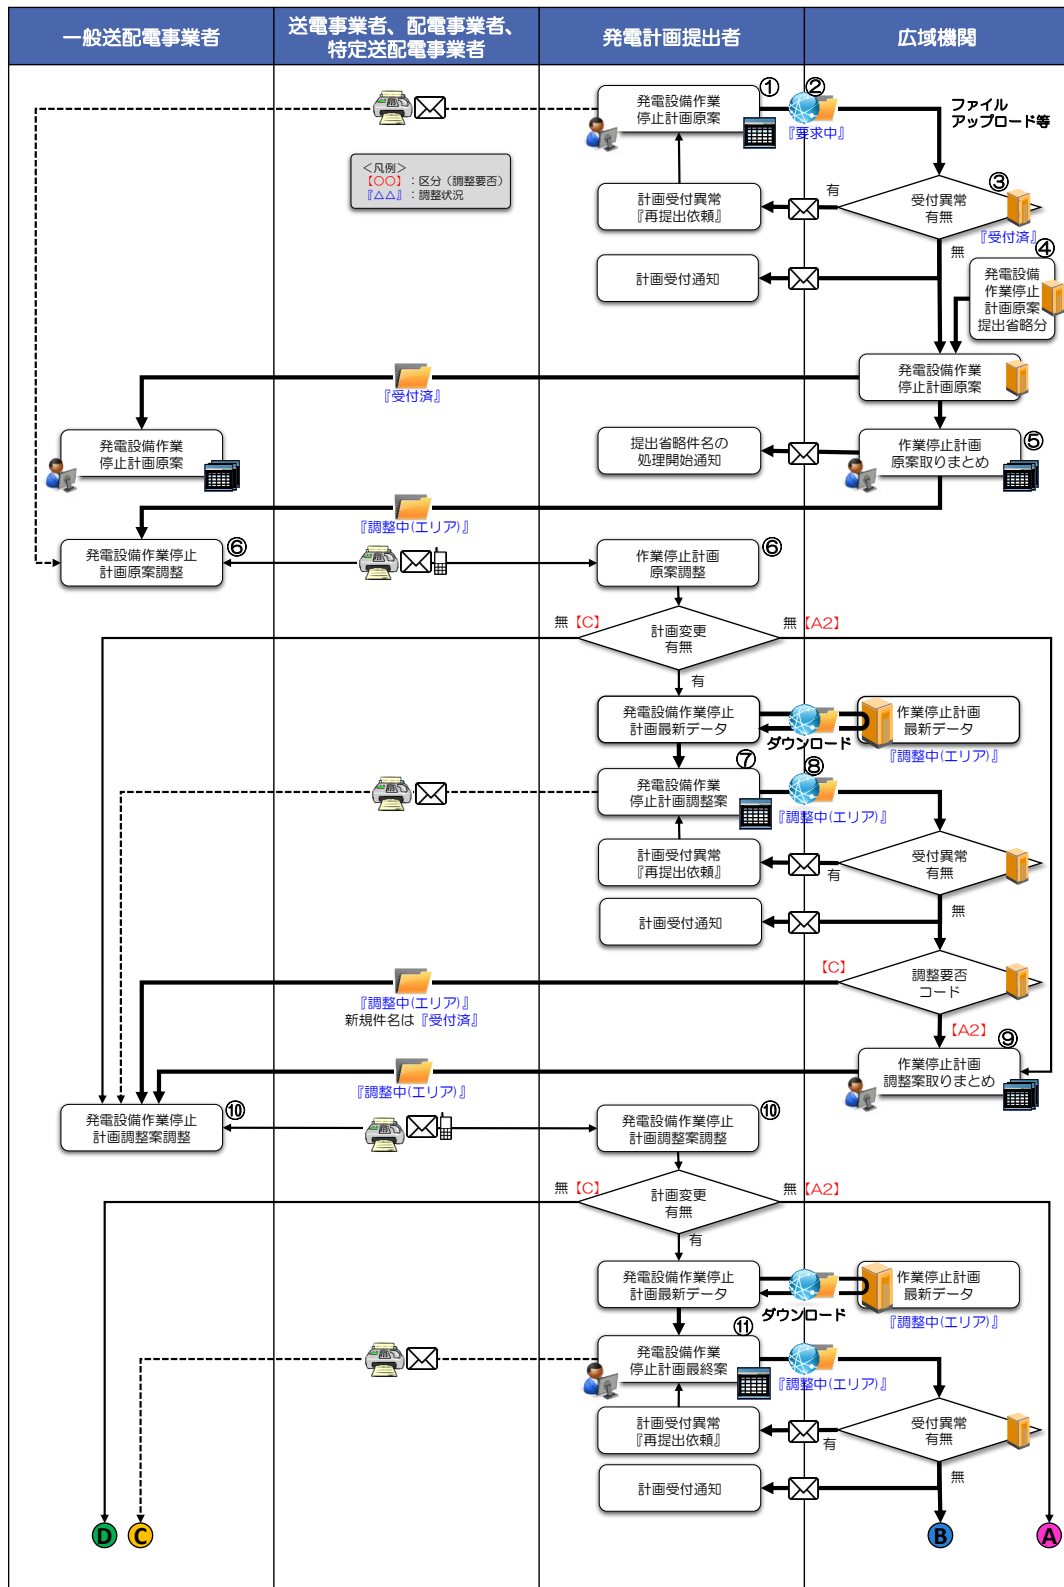 一般送配電事業者
送電事業者、配電事業者、
特定送配電事業者
発電計画提出者
広域機関
発電設備作業
停止計画原案
①
②
『要求中』
ファイル
アップロード等
＜凡例＞
【〇〇】：区分（調整要否）
『△△』：調整状況
計画受付異常
『再提出依頼』
有
受付異常
有無
③
『受付済』
無
④
計画受付通知
発電設備
作業停止
計画原案
提出省略分
発電設備作業
停止計画原案
『受付済』
発電設備作業
停止計画原案
提出省略件名の
処理開始通知
作業停止計画
原案取りまとめ
⑤
『調整中(エリア)』
発電設備作業停止
計画原案調整
⑥
作業停止計画
原案調整
⑥
無【C】
計画変更
有無
無【A2】
有
発電設備作業停止
計画最新データ
ダウンロード
作業停止計画
最新データ
『調整中(エリア)』
⑦
発電設備作業
停止計画調整案
⑧
『調整中(エリア)』
計画受付異常
『再提出依頼』
有
受付異常
有無
無
計画受付通知
【C】
調整要否
コード
『調整中(エリア)』
新規件名は『受付済』
【A2】
⑨
作業停止計画
調整案取りまとめ
『調整中(エリア)』
発電設備作業停止
計画調整案調整
⑩
発電設備作業停止
計画調整案調整
⑩
無【C】
計画変更
有無
無【A2】
有
発電設備作業停止
計画最新データ
ダウンロード
作業停止計画
最新データ
『調整中(エリア)』
⑪
発電設備作業
停止計画最終案
『調整中(エリア)』
計画受付異常
『再提出依頼』
有
受付異常
有無
無
計画受付通知
D
C
B
A